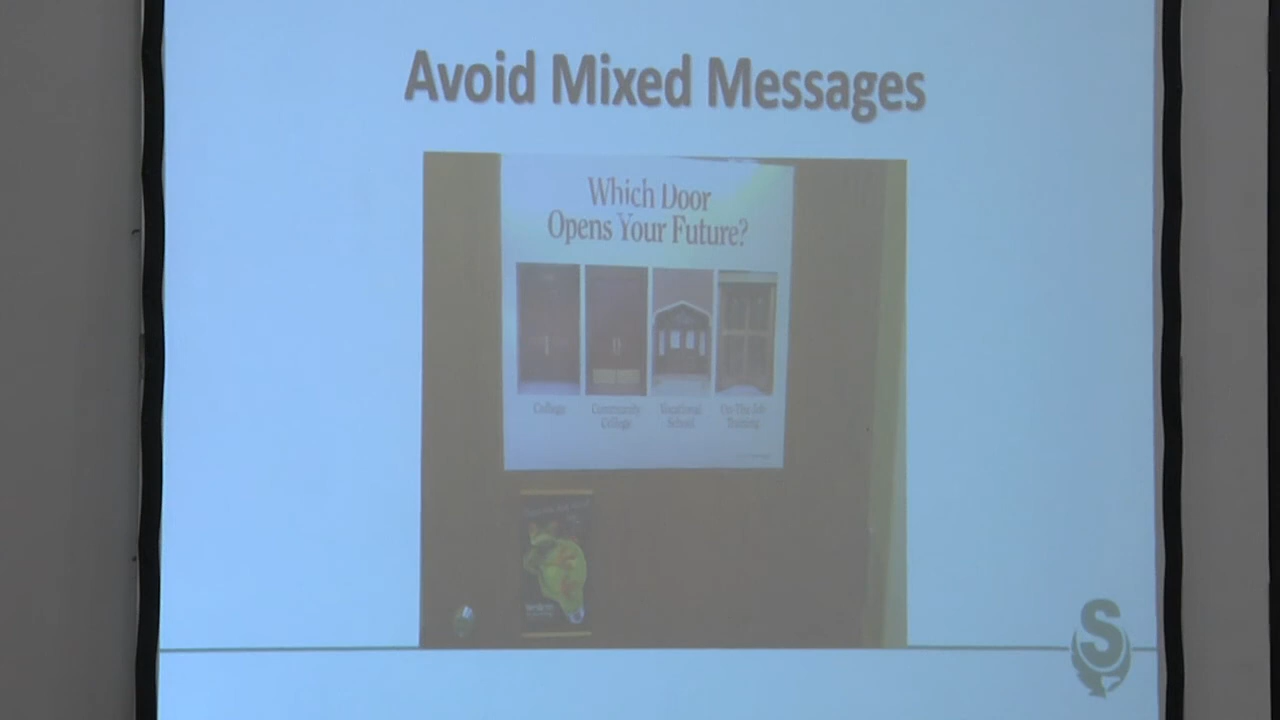 Avoid Mixed Messages
Which Door
Opens Your Future?
College
Community
College
Vocational
School
On-The-Job
Training
S